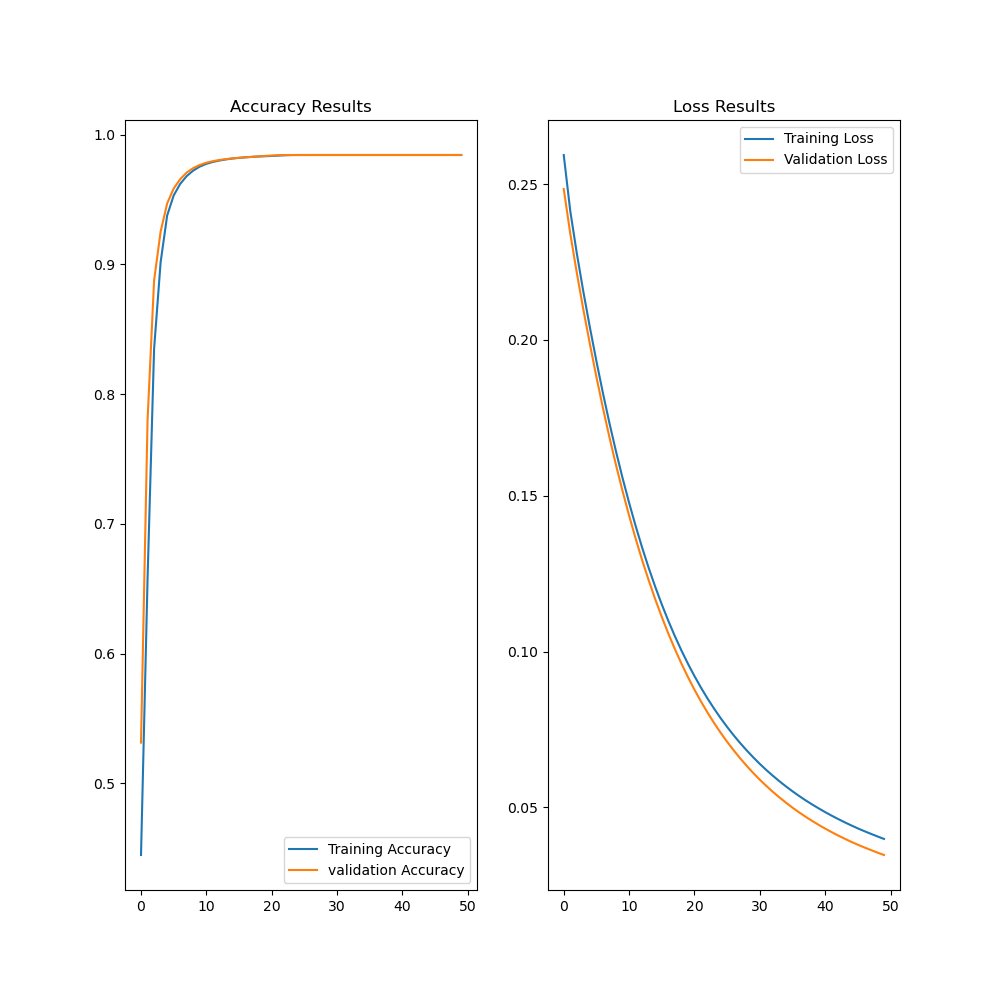 Accuracy Results
1.0
0.9
0.8
0.7
0.6
0.5
0 10 20 30 40 50
Training Accuracy
validation Accuracy
Loss Results
0.25
0.20
0.15
0.10
0.05
0 10 20 30 40 50
Training Loss
Validation Loss